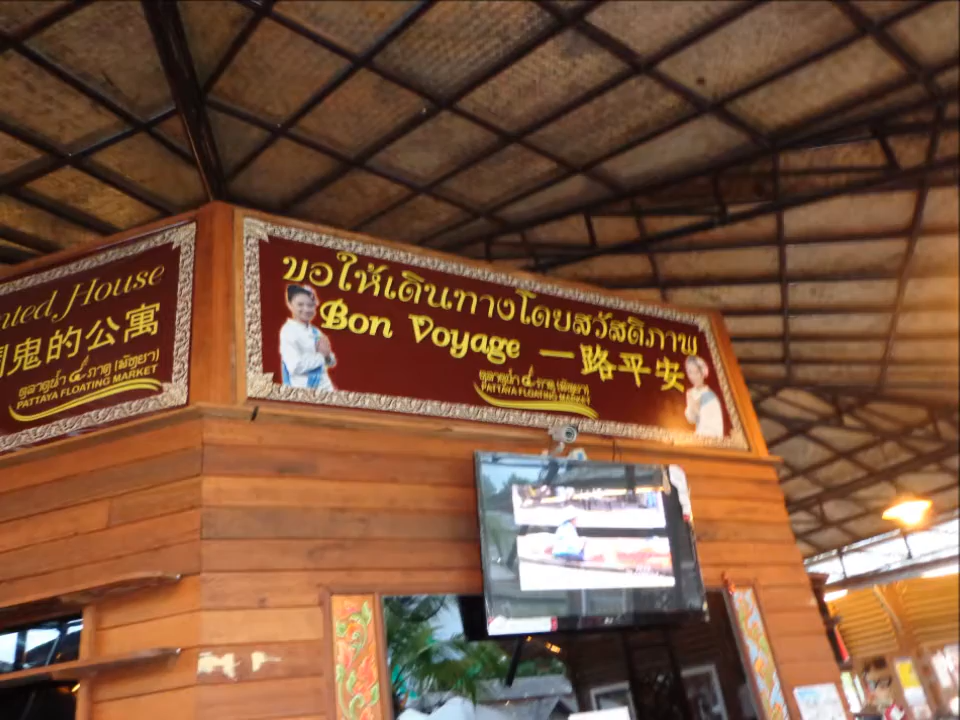 House
鬼的公寓
ตลาดน้ำ ๔ ภาค (พัทยา)
PATTAYA FLOATING MARKET
ขอให้เดินทางโดยสวัสดิภาพ
Bon Voyage 一路平安
ตลาดน้ำ ๔ ภาค (พัทยา)
PATTAYA FLOATING MARKET